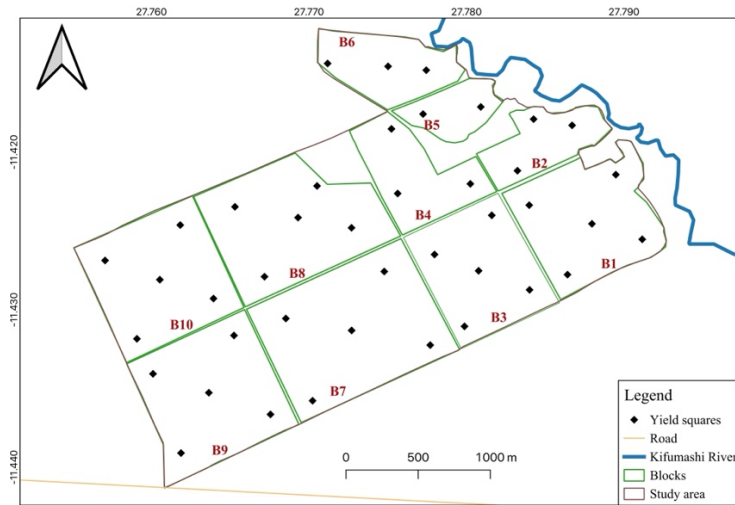 27.760 27.770 27.780 27.790
B6
B5
-11.420
B2
B4
B1
B8
-11.430
B10
B3
B7
B9
-11.440
0 500 1000 m
Legend
Yield squares
Road
Kifumashi River
Blocks
Study area